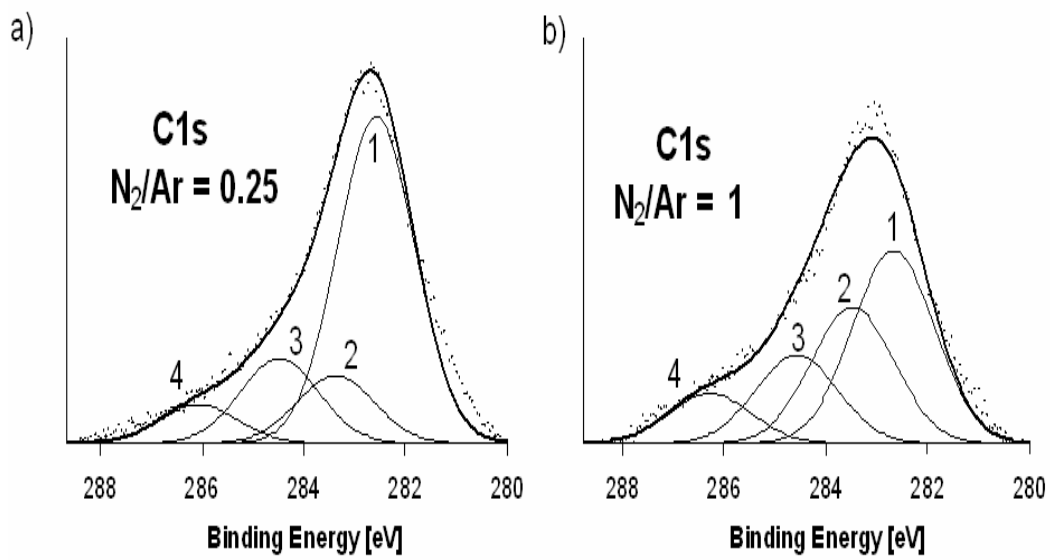 a)
C1s
N₂/Ar = 0.25
1
2
3
4
288 286 284 282 280
Binding Energy [eV]
b)
C1s
N₂/Ar = 1
1
2
3
4
288 286 284 282 280
Binding Energy [eV]